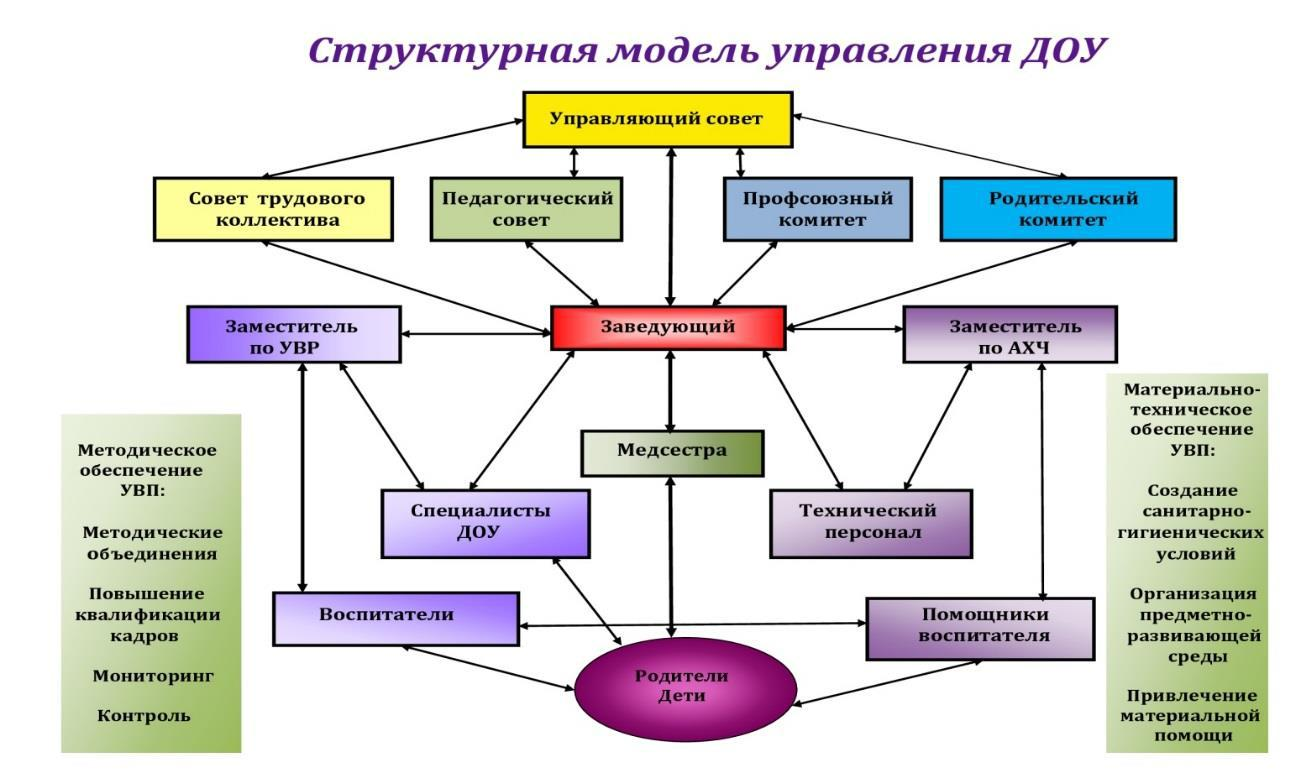 Структурная модель управления ДОУ
Управляющий совет
Совет трудового
коллектива
Педагогический
совет
Профсоюзный
комитет
Родительский
комитет
Заместитель
по УВР
Заведующий
Заместитель
по АХЧ
Методическое
обеспечение
УВП:
Методические
объединения
Повышение
квалификации
кадров
Мониторинг
Контроль
Медсестра
Специалисты
ДОУ
Технический
персонал
Воспитатели
Помощники
воспитателя
Родители
Дети
Материально-
техническое
обеспечение
УВП:
Создание
санитарно-
гигиенических
условий
Организация
предметно-
развивающей
среды
Привлечение
материальной
помощи